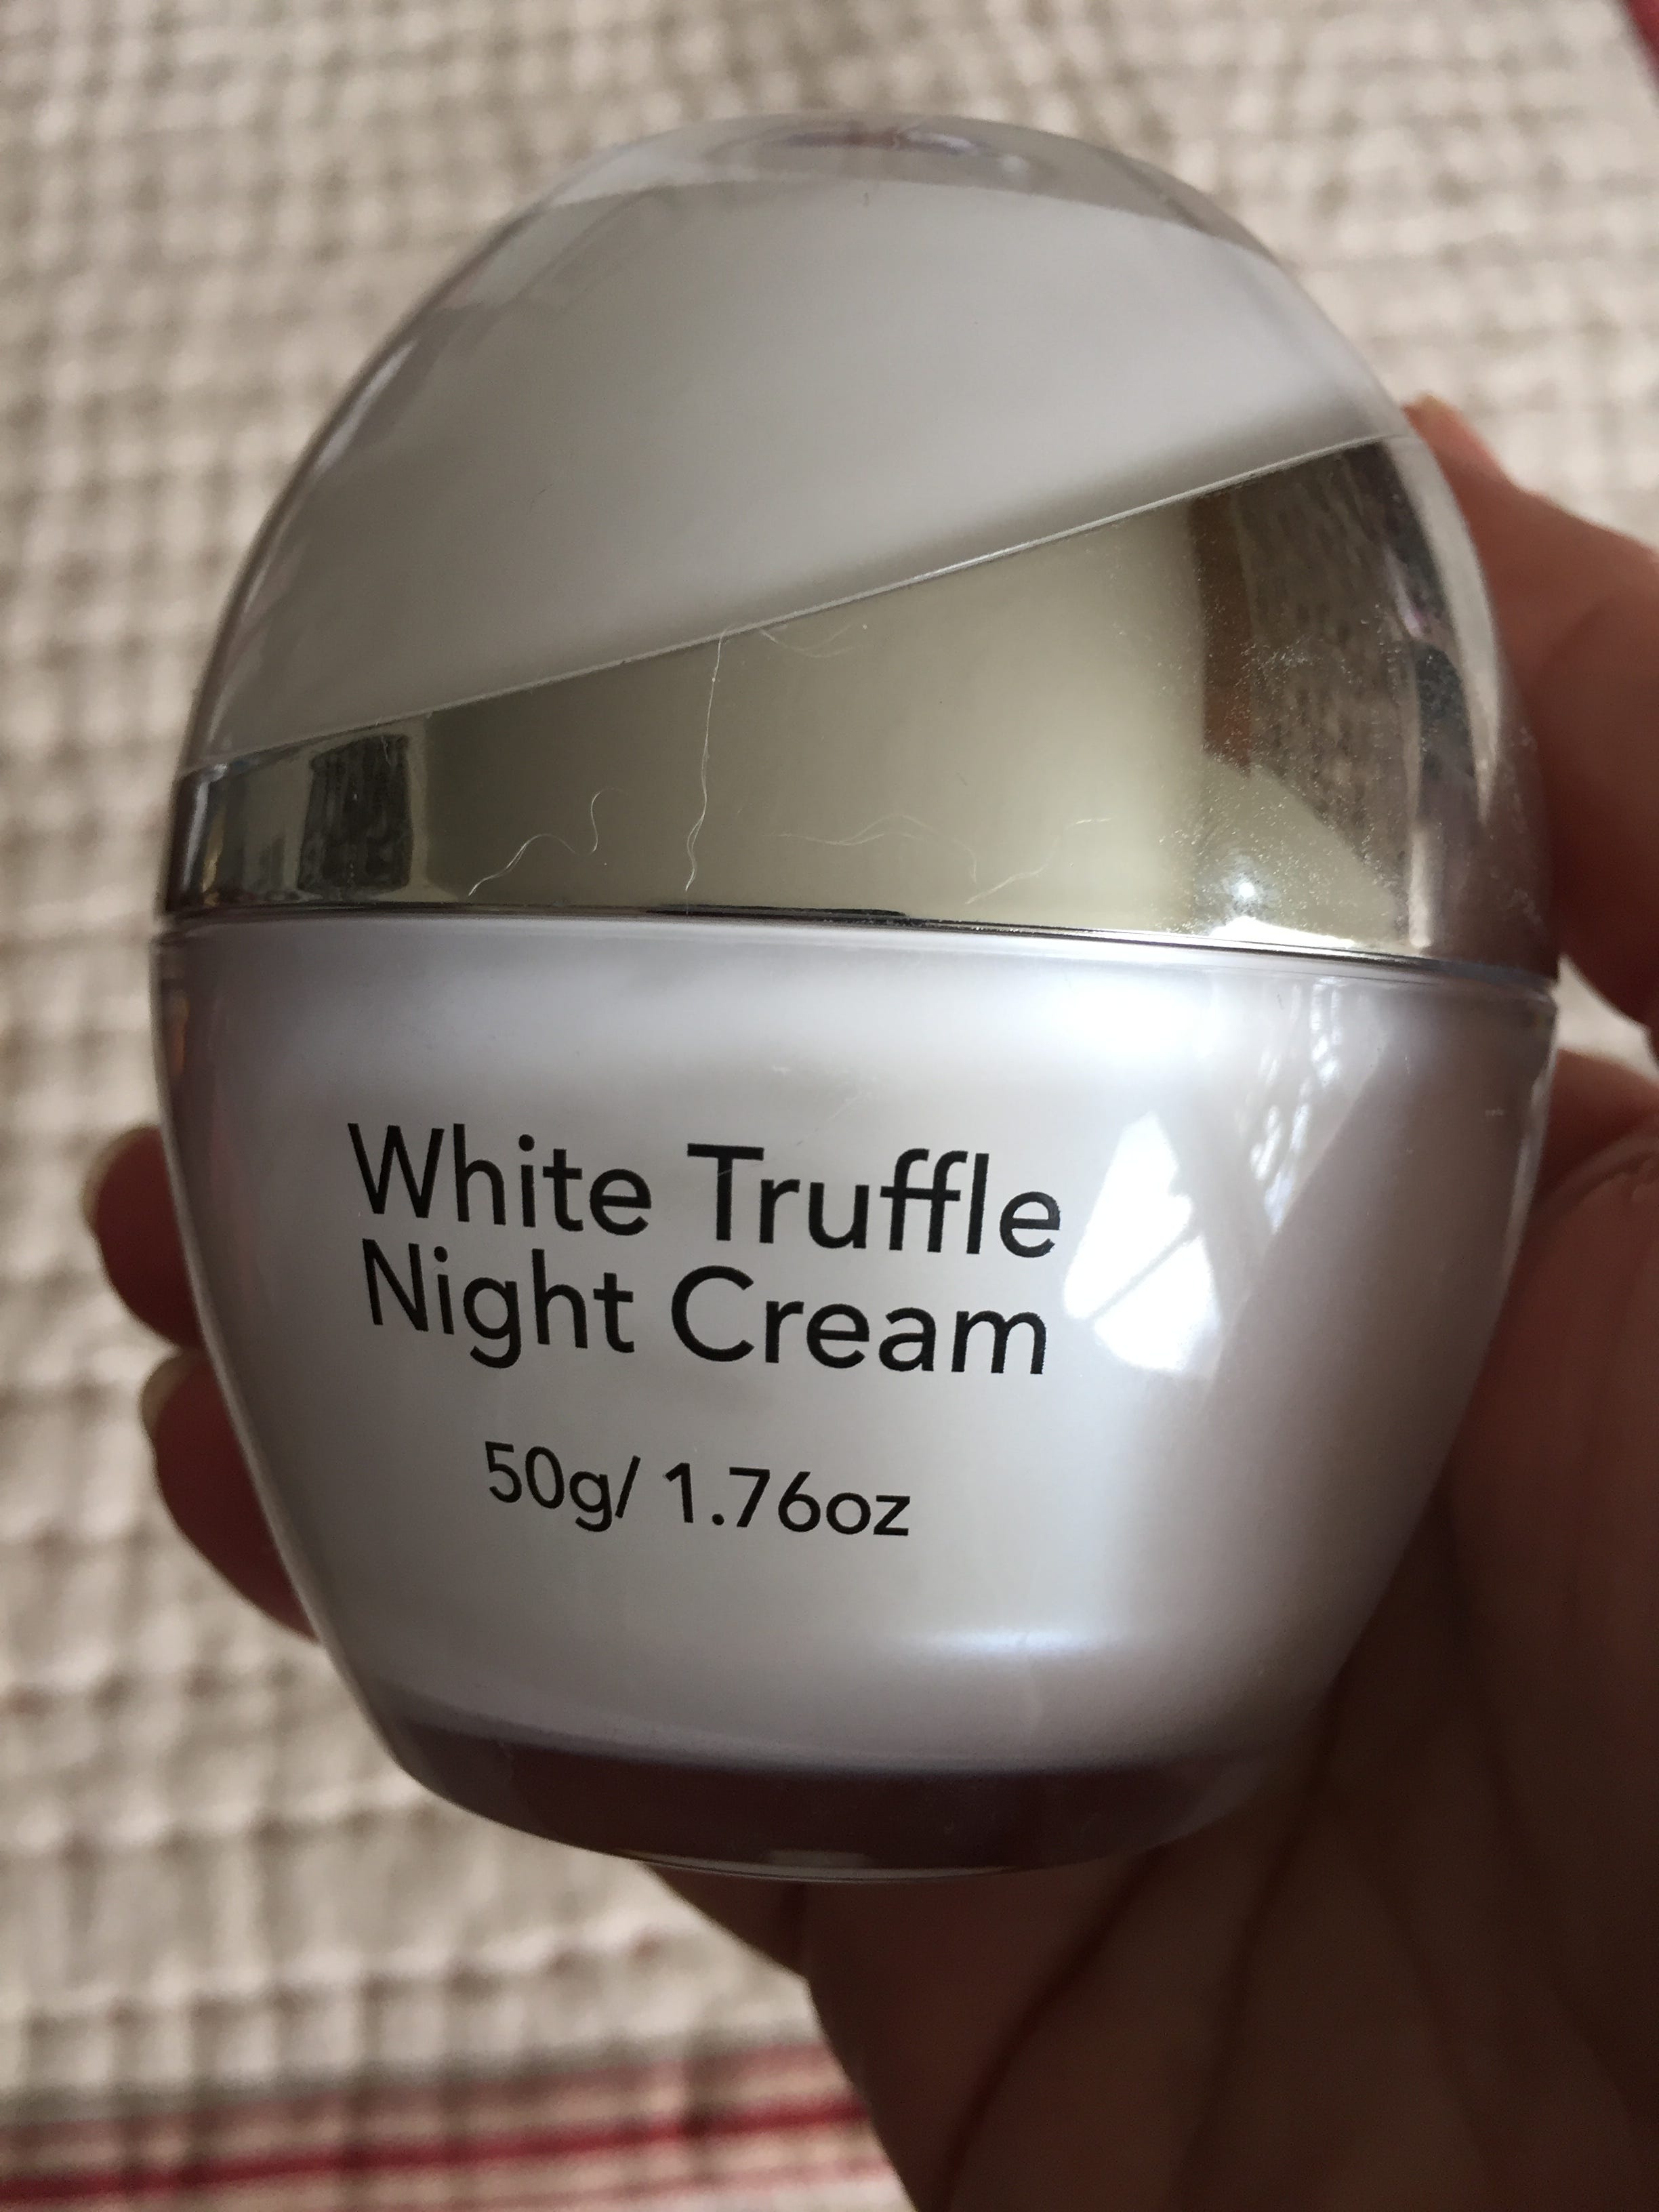 White Truffle
Night Cream
50g/ 1.76oz